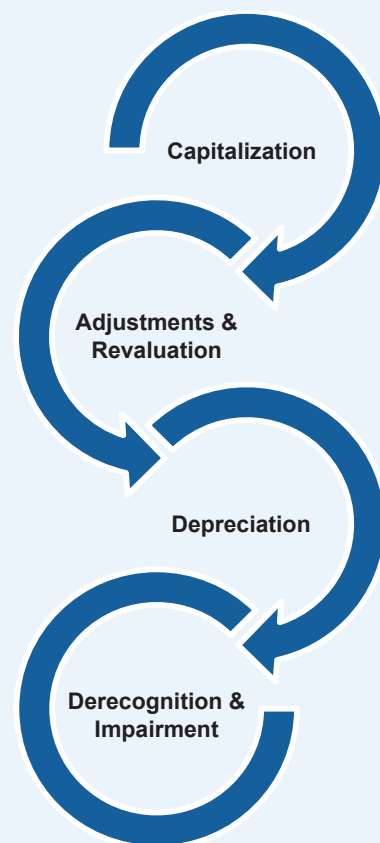 Capitalization
Adjustments &
Revaluation
Depreciation
Derecognition &
Impairment